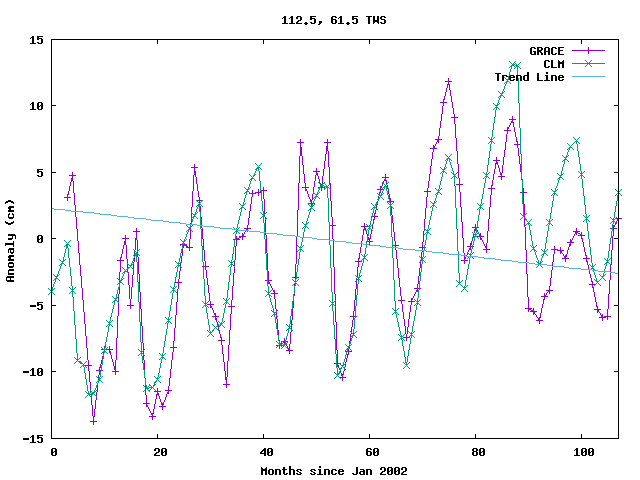 112.5, 61.5 TWS
GRACE
CLM
Trend Line
Anomaly (cm)
15
10
5
0
-5
-10
-15
0 20 40 60 80 100
Months since Jan 2002